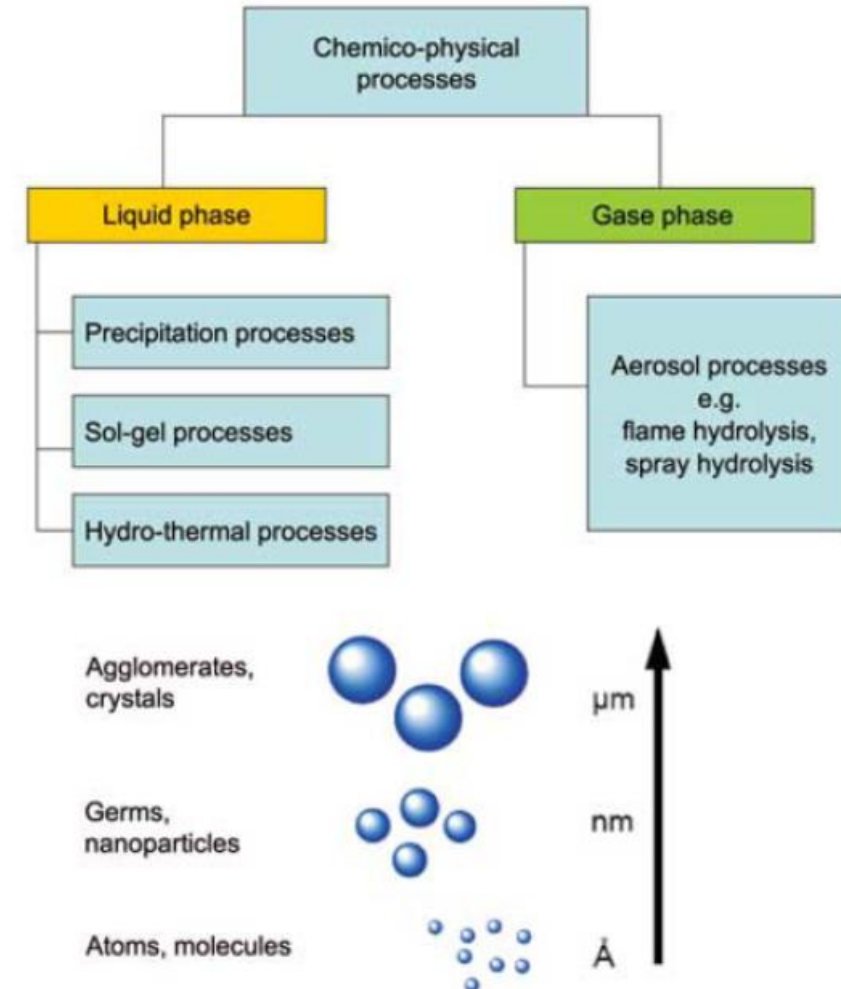 Chemico-physical
processes
Liquid phase
Gase phase
Precipitation processes
Sol-gel processes
Hydro-thermal processes
Aerosol processes
e.g.
flame hydrolysis,
spray hydrolysis
Agglomerates,
crystals
µm
Germs,
nanoparticles
nm
Atoms, molecules
Å